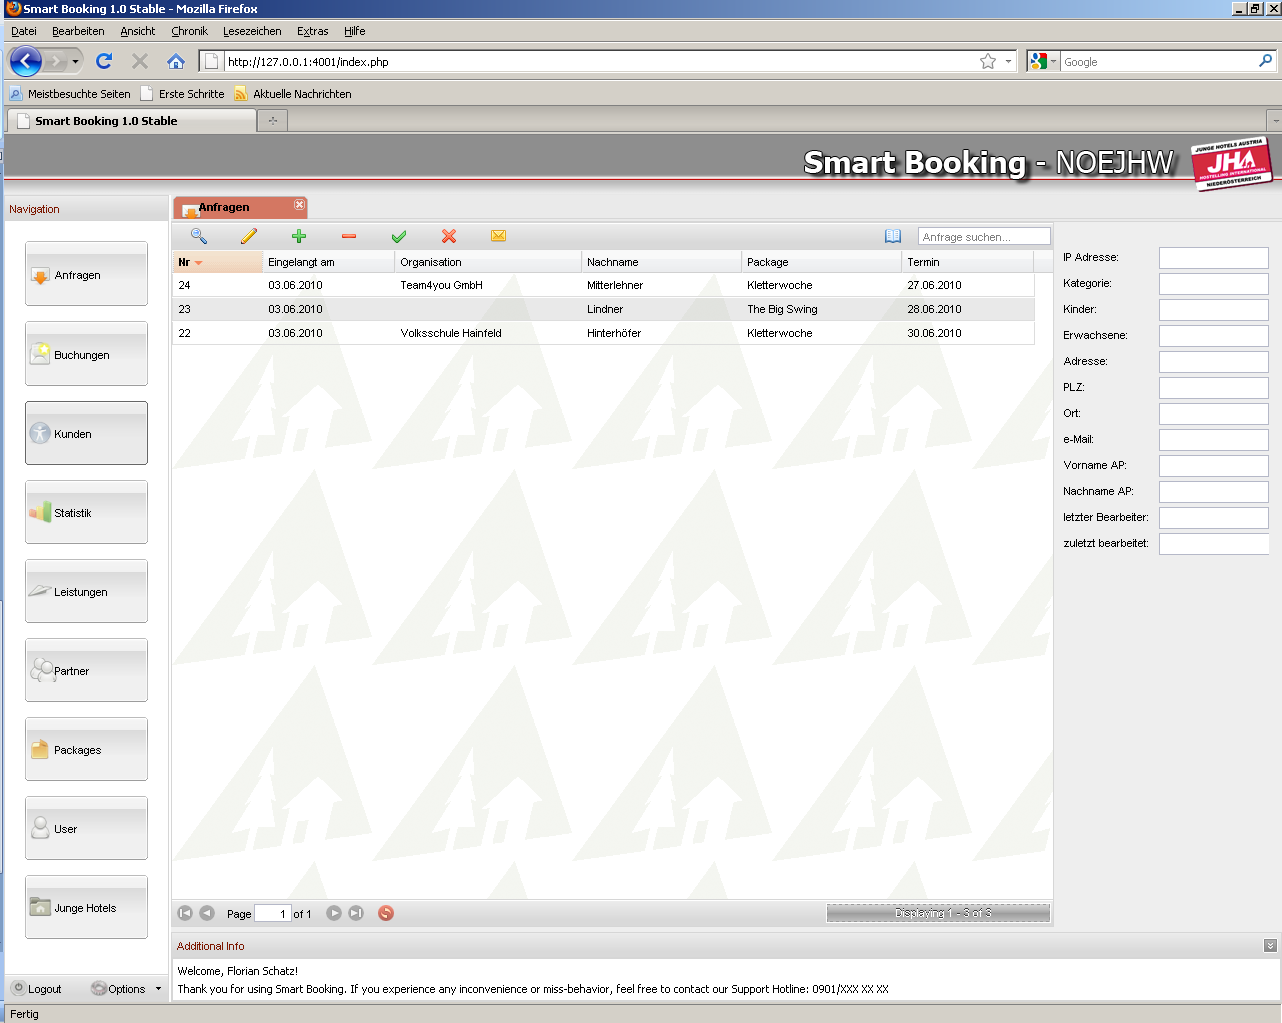 Smart Booking 1.0 Stable - Mozilla Firefox
Datei Bearbeiten Ansicht Chronik Lesezeichen Extras Hilfe
http://127.0.0.1:4001/index.php
Google
Meistbesuchte Seiten Erste Schritte Aktuelle Nachrichten
Smart Booking 1.0 Stable
Smart Booking - NOEJHW
JUNGE HOTELS AUSTRIA
JHA
HOSTELLING INTERNATIONAL
NIEDERÖSTERREICH
Navigation
Anfragen
Buchungen
Kunden
Statistik
Leistungen
Partner
Packages
User
Junge Hotels
Logout Options
Anfragen
Anfrage suchen...
Nr Eingelangt am Organisation Nachname Package Termin
24 03.06.2010 Team4you GmbH Mitterlehner Kletterwoche 27.06.2010
23 03.06.2010 Lindner The Big Swing 28.06.2010
22 03.06.2010 Volksschule Hainfeld Hinterhöfer Kletterwoche 30.06.2010
Page 1 of 1
Displaying 1 - 3 of 3
IP Adresse:
Kategorie:
Kinder:
Erwachsene:
Adresse:
PLZ:
Ort:
e-Mail:
Vorname AP:
Nachname AP:
letzter Bearbeiter:
zuletzt bearbeitet:
Additional Info
Welcome, Florian Schatz!
Thank you for using Smart Booking. If you experience any inconvenience or miss-behavior, feel free to contact our Support Hotline: 0901/XXX XX XX
Fertig